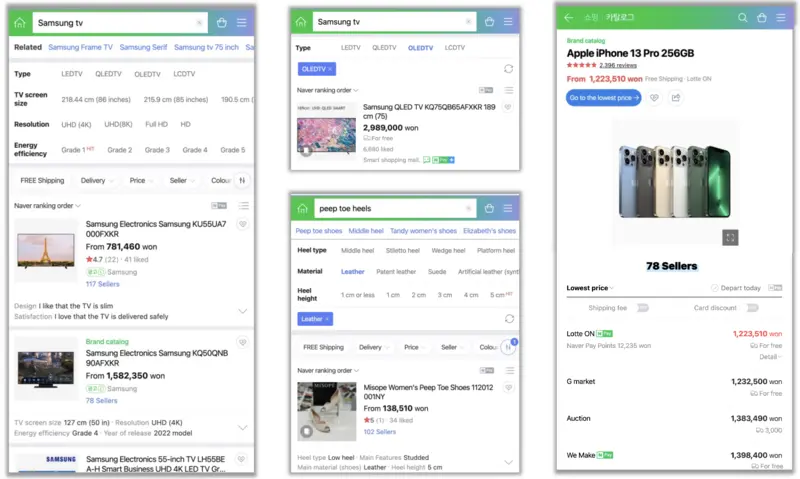 Samsung tv
Related Samsung Frame TV Samsung Serif Samsung tv 75 inch Sa
Type LEDTV QLEDTV OLEDTV LCDTV
TV screen size 218.44 cm (86 inches) 215.9 cm (85 inches) 190.5 (
Resolution UHD (4K) UHD(8K) Full HD HD
Energy efficiency Grade 1 HIT Grade 2 Grade 3 Grade 4 Grade 5
FREE Shipping Delivery Price Seller Colou
Naver ranking order
Samsung Electronics Samsung KU55UA7
000FXKR
From 781,460 won
★4.7 (22) · 41 liked
Samsung
117 Sellers
Design I like that the TV is slim
Satisfaction I love that the TV is delivered safely
Brand catalog
Samsung Electronics Samsung KQ50QNB
90AFXKR
From 1,582,350 won
Samsung
78 Sellers
TV screen size 127 cm (50 in) · Resolution UHD (4K)
Energy efficiency Grade 4 · Year of release 2022 model
SAMSUNG
Samsung Electronics 55-inch TV LH55BE
A-H Smart Business UHD 4K LED TV Gr...
Samsung tv
Type LEDTV QLEDTV OLEDTV LCDTV
OLEDTV ×
Naver ranking order
Samsung QLED TV KQ75QB65AFXKR 189
cm (75)
2,989,000 won
For free
6,680 liked
Smart shopping mall.
peep toe heels
Peep toe shoes Middle heel Tandy women's shoes Elizabeth's shoes
Heel type Middle heel Stiletto heel Wedge heel Platform heel
Material Leather Patent leather Suede Artificial leather (synt
Heel height 1 cm or less 1 cm 2 cm 3 cm 4 cm 5 cm HIT
Leather ×
FREE Shipping Delivery Price Seller Colou 1
Naver ranking order
MISOPE
Misope Women's Peep Toe Shoes 112012
001NY
From 138,510 won
★5 (1) · 34 liked
102 Sellers
Heel type Low heel · Main Features Studded
Main material (shoes) Leather · Heel height 5 cm
쇼핑 카탈로그
Brand catalog
Apple iPhone 13 Pro 256GB
★★★★★ 2,396 reviews
From 1,223,510 won Free Shipping · Lotte ON
Go to the lowest price →
78 Sellers
Lowest price Depart today Pay
Shipping fee Card discount
Lotte ON Pay 1,223,510 won
Naver Pay Points 12,235 won For free
Detail
G market 1,232,500 won
For free
Auction 1,383,490 won
3,000
We Make Pay 1,398,400 won
For free